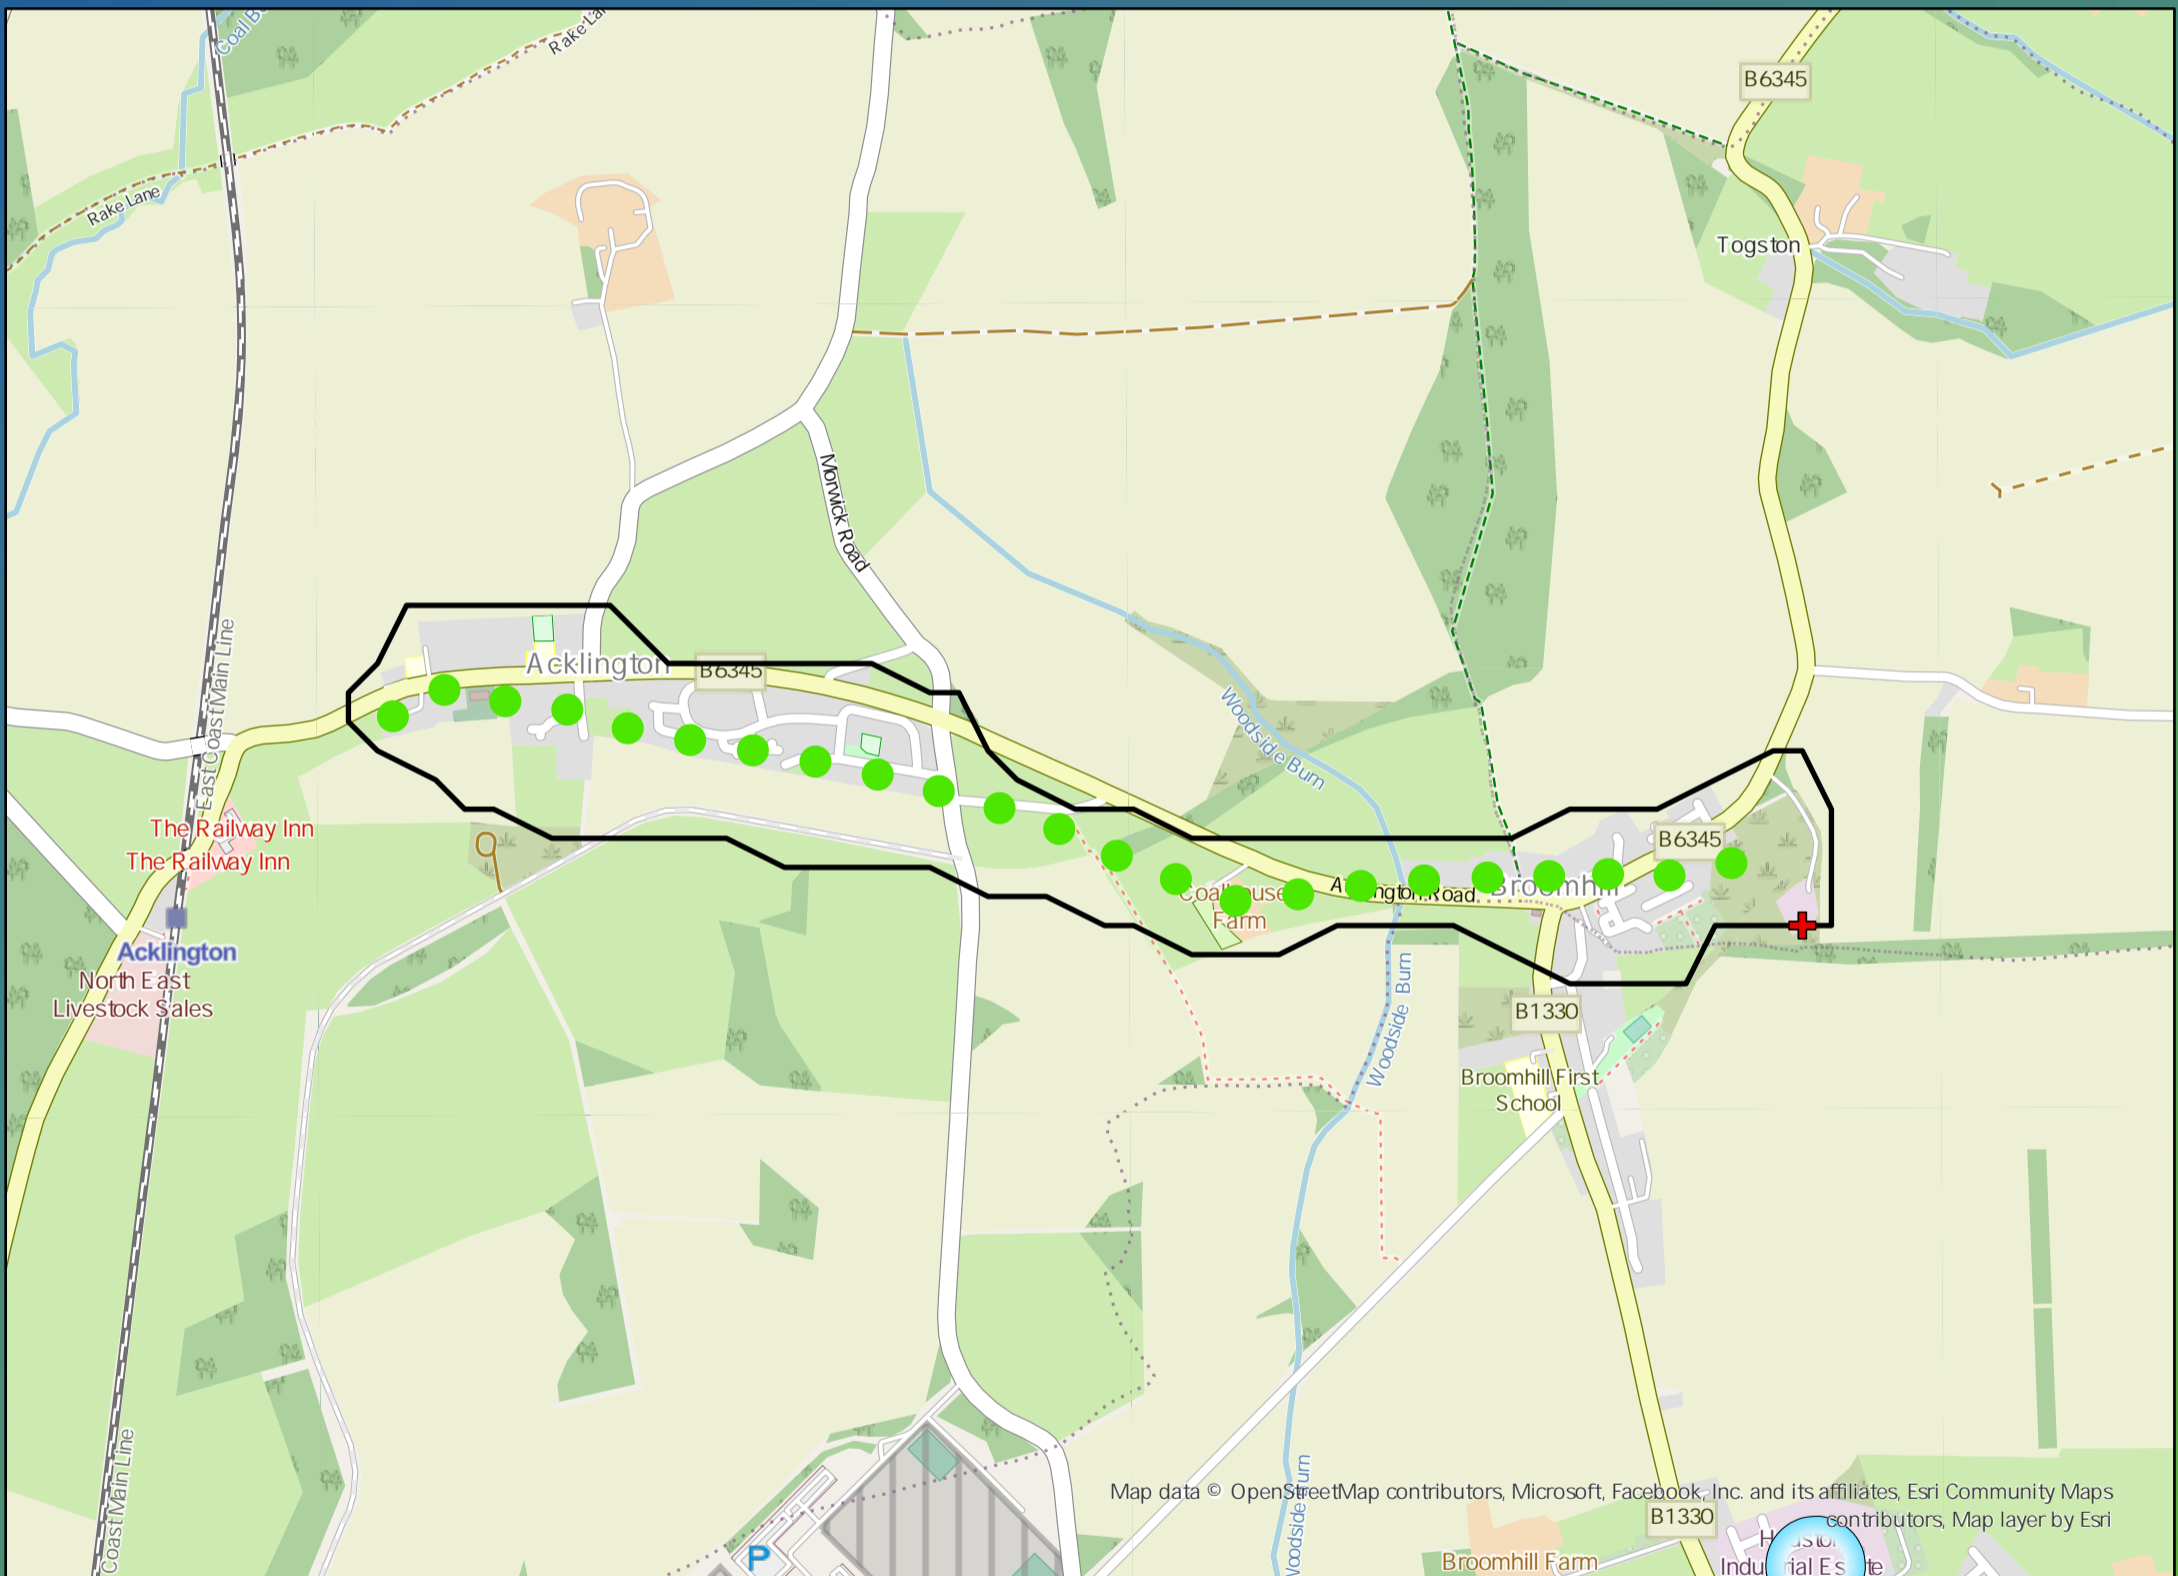 Coal B
Rake La
B6345
Rake Lane
Togston
Morwick Road
East Coast Main Line
Acklington
B6345
Woodside Burn
The Railway Inn
The Railway Inn
B6345
Broomhill
Road
Farm
Acklington
North East
Livestock Sales
Woodside Burn
B1330
Broomhill First
School
Coast Main Line
Woodside Burn
Map data © OpenStreetMap contributors, Microsoft, Facebook, Inc. and its affiliates, Esri Community Maps
contributors, Map layer by Esri
B1330
P
Broomhill Farm